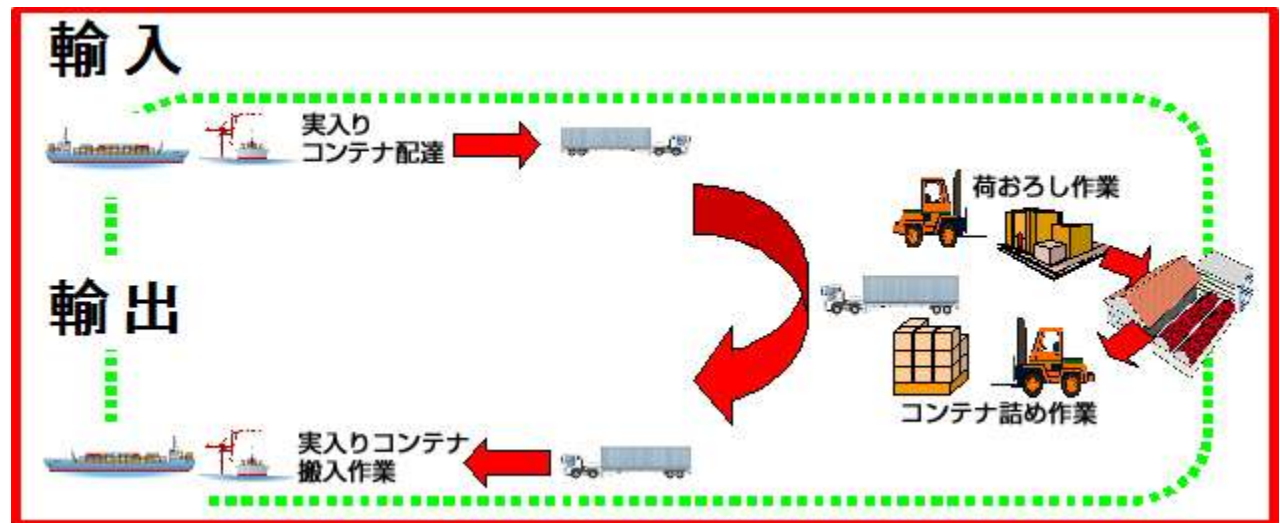 輸入
実入り
コンテナ配達
荷おろし作業
輸出
コンテナ詰め作業
実入りコンテナ
搬入作業